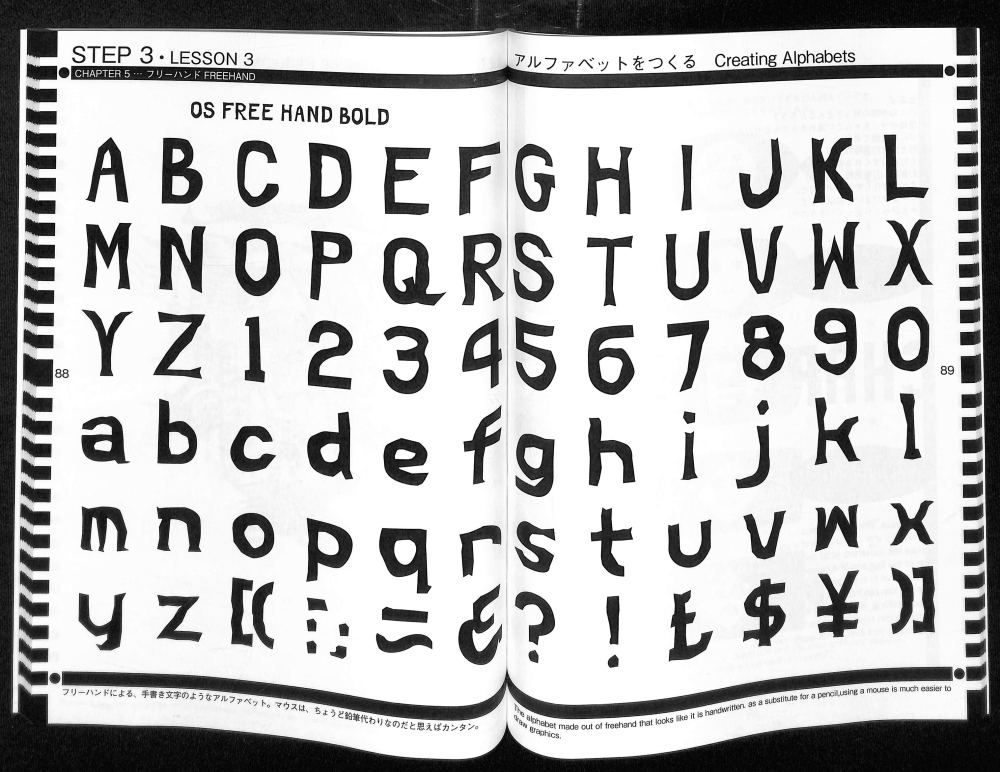 STEP 3・LESSON 3
アルファベットをつくる Creating Alphabets
CHAPTER 5 … フリーハンド FREEHAND
OS FREE HAND BOLD
A B C D E F G H I J K L
M N O P Q R S T U V W X
Y Z 1 2 3 4 5 6 7 8 9 0
a b c d e f g h i j k l
m n o p q r s t u v w x
y z [( : ; = & ? ! £ $ ¥ )]
88
89
フリーハンドによる、手書き文字のようなアルファベット。マウスは、ちょうど鉛筆代わりなのだと思えばカンタン。
The alphabet made out of freehand that looks like it is handwritten. as a substitute for a pencil,using a mouse is much easier to
draw graphics.